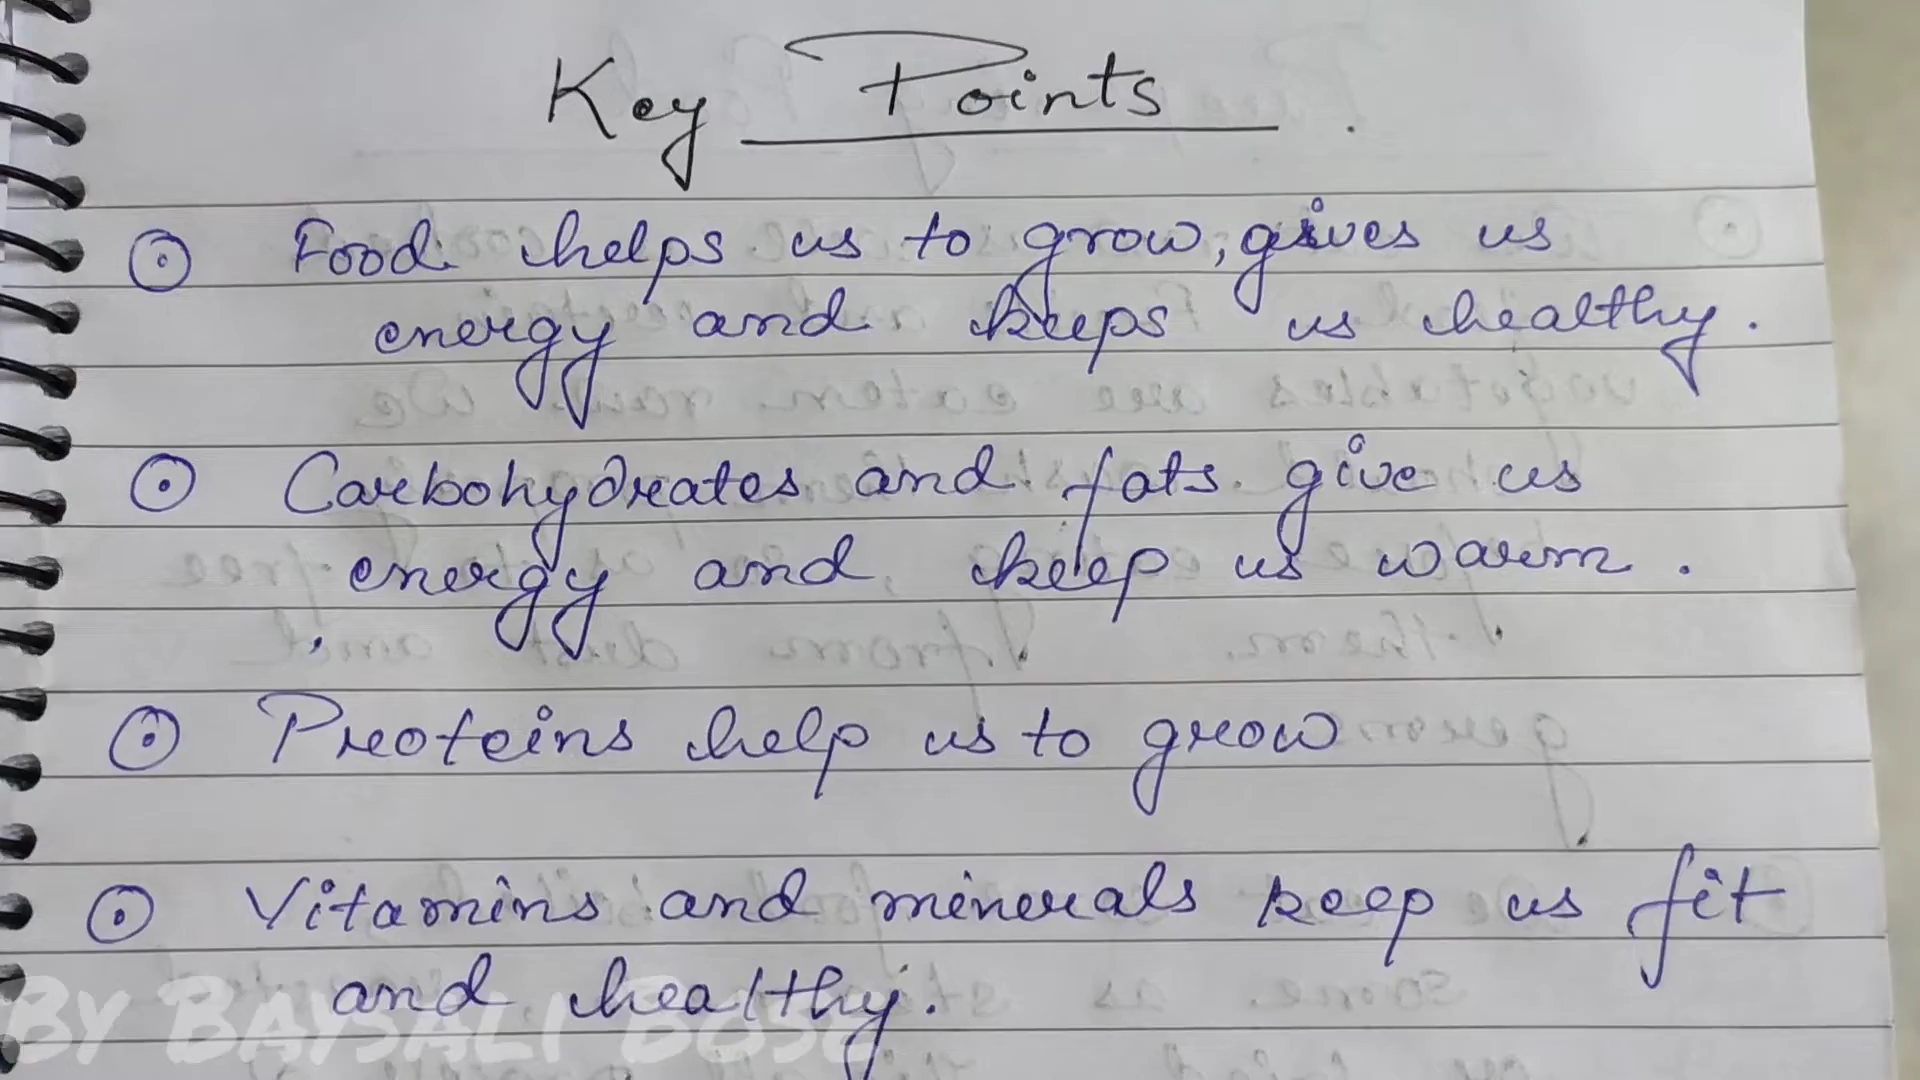 Key Points.
Food helps us to grow, gives us
energy and keeps us healthy.
Carbohydrates and fats give us
energy and keep us warm.
Proteins help us to grow
Vitamins and minerals keep us fit
and healthy.
By Baysali Bose